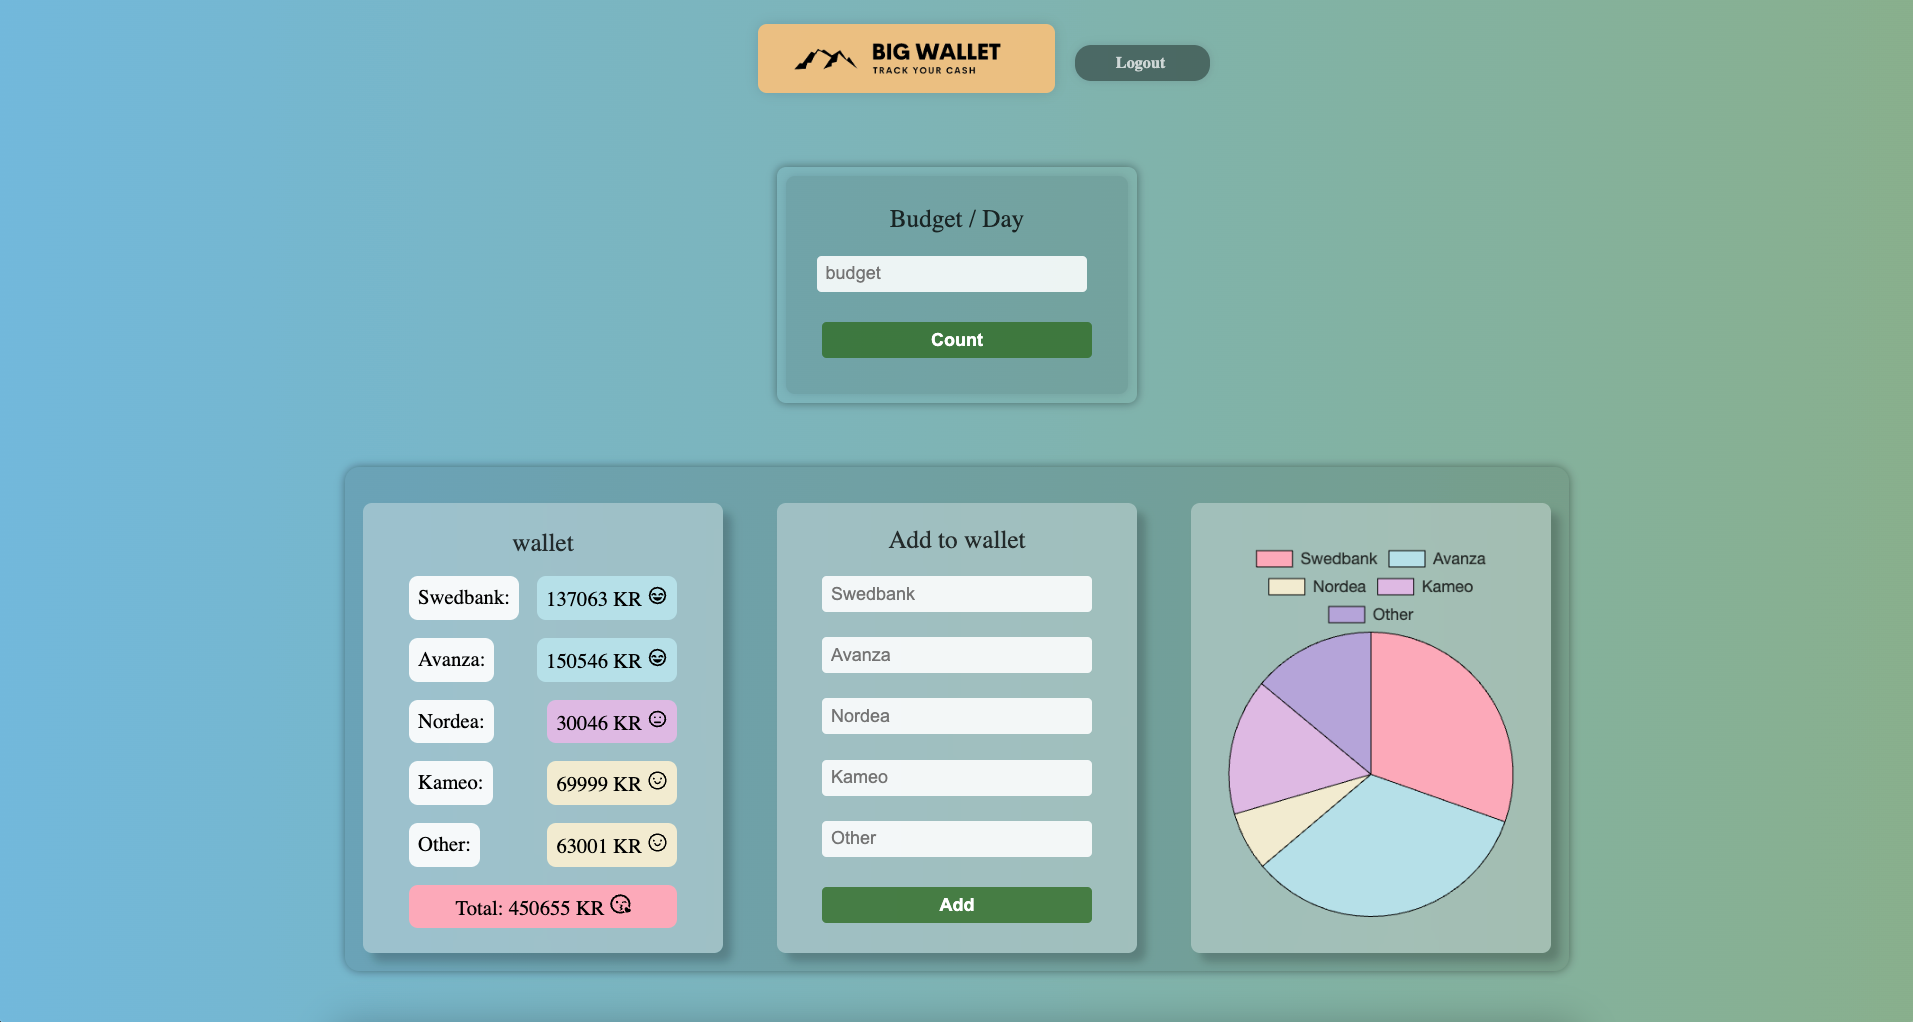 BIG WALLET
TRACK YOUR CASH
Logout
Budget / Day
budget
Count
wallet
Swedbank: 137063 KR
Avanza: 150546 KR
Nordea: 30046 KR
Kameo: 69999 KR
Other: 63001 KR
Total: 450655 KR
Add to wallet
Swedbank
Avanza
Nordea
Kameo
Other
Add
Swedbank Avanza
Nordea Kameo
Other